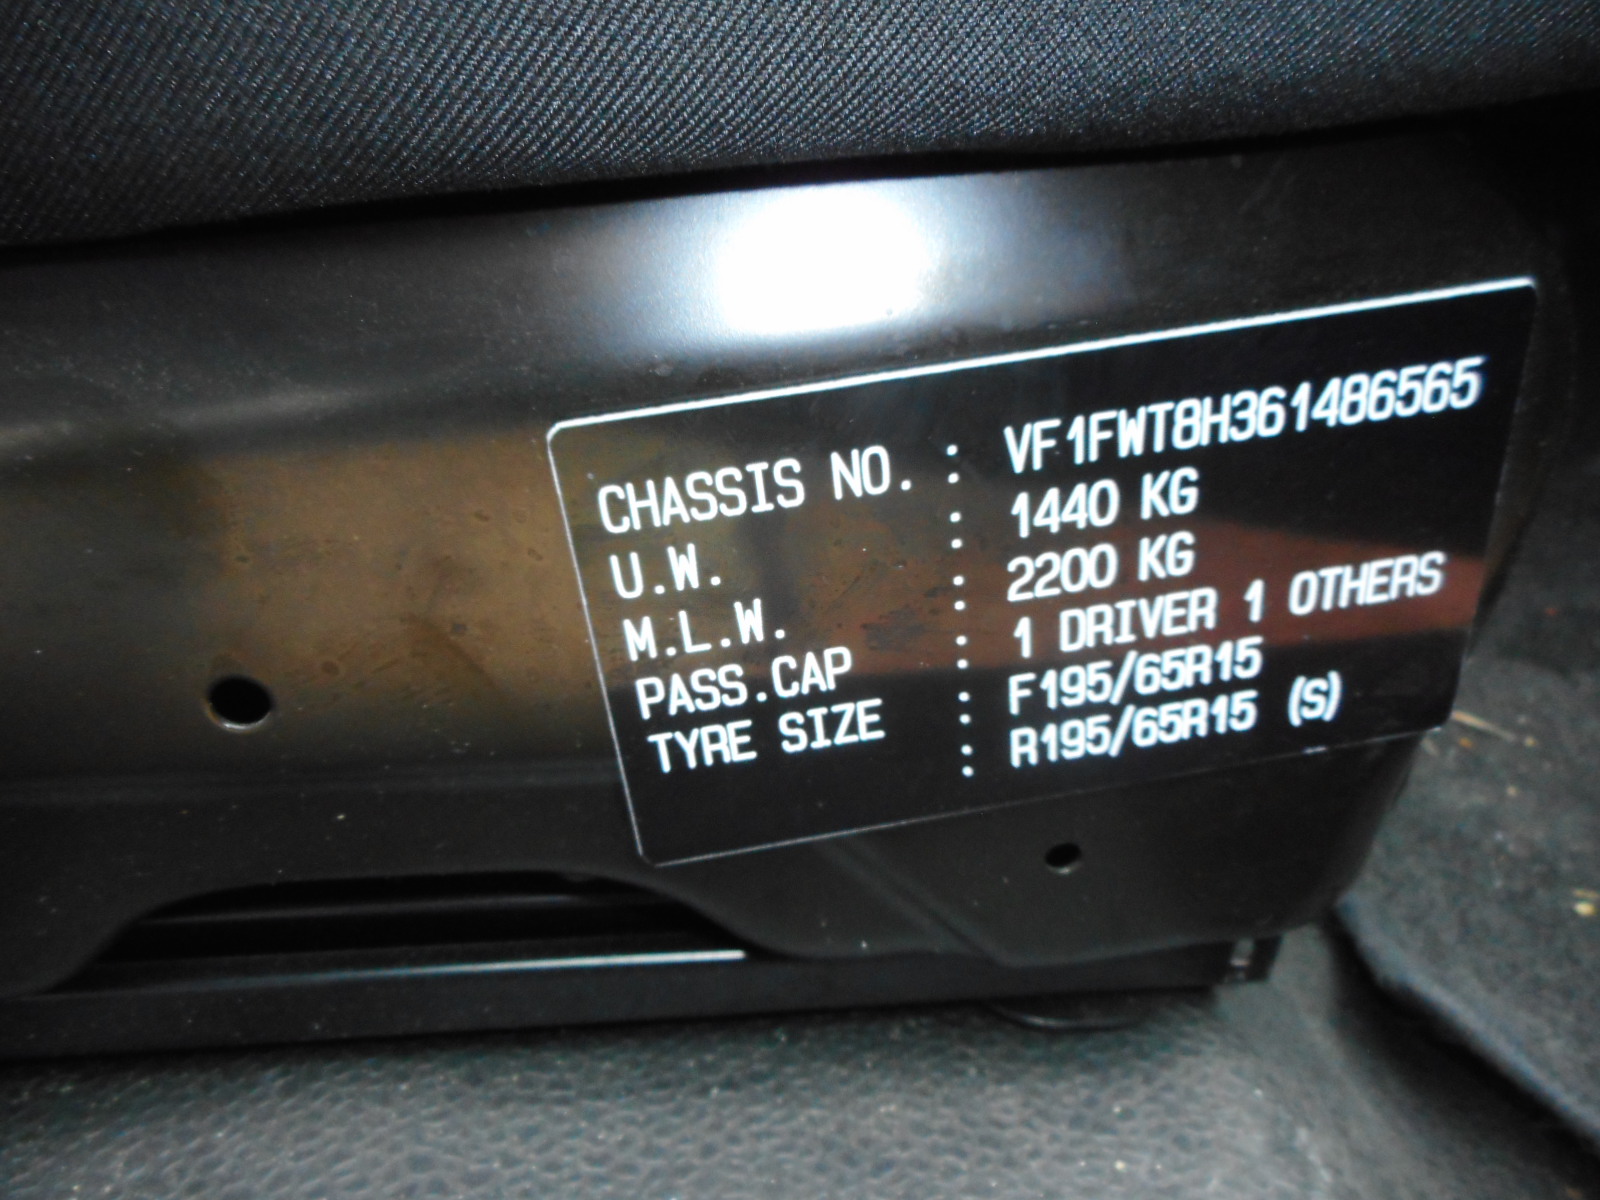 CHASSIS NO. : VF1FWT8H361486565
U.W. : 1440 KG
M.L.W. : 2200 KG
PASS.CAP : 1 DRIVER 1 OTHERS
TYRE SIZE : F195/65R15
: R195/65R15 (S)